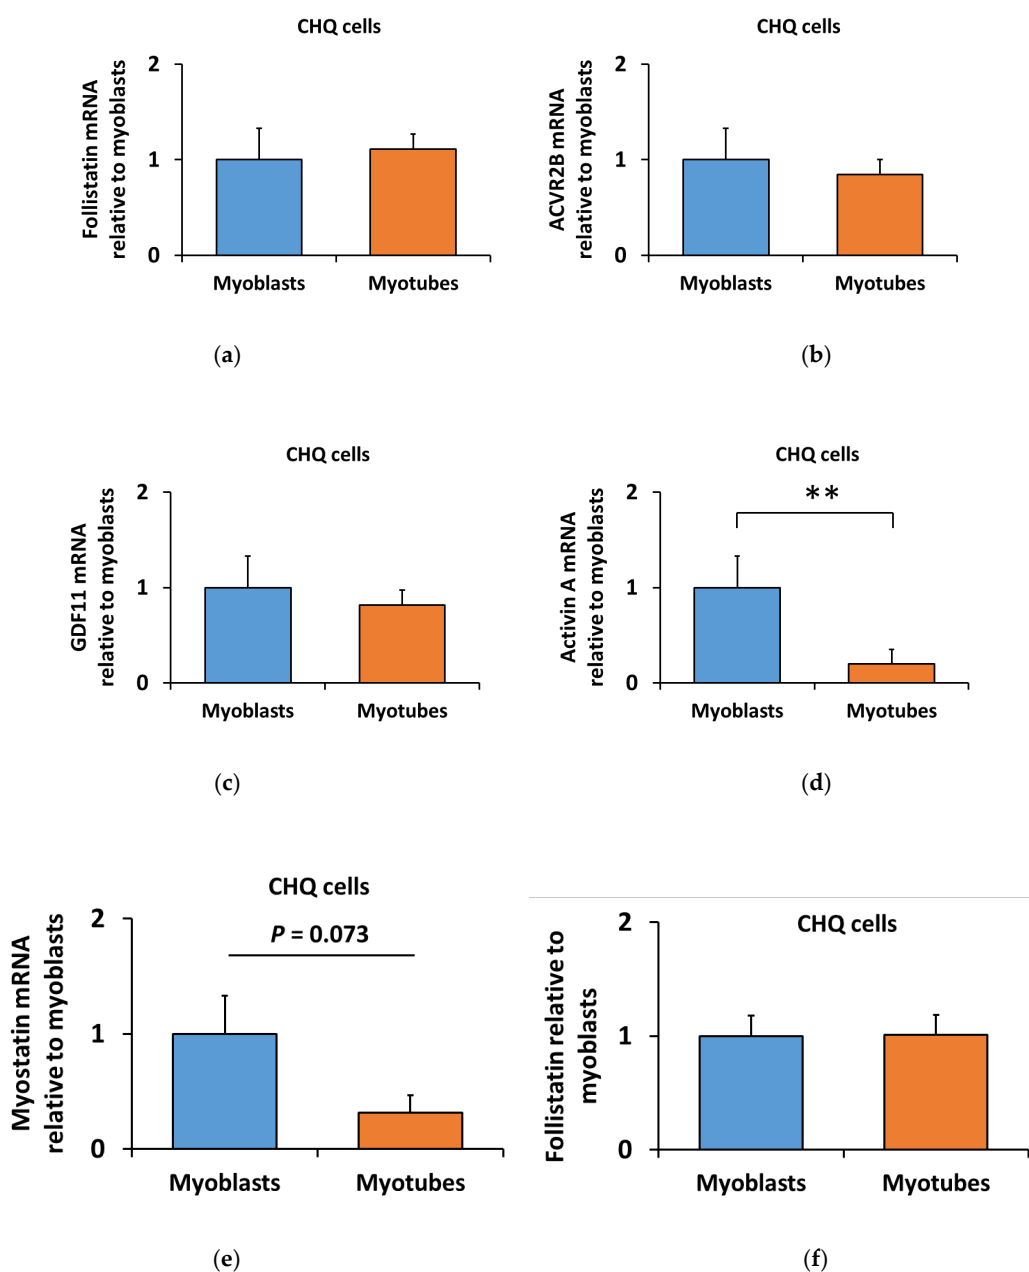 CHQ cells
Follistatin mRNA
relative to myoblasts
2
1
0
Myoblasts
Myotubes
(a)
CHQ cells
ACVR2B mRNA
relative to myoblasts
2
1
0
Myoblasts
Myotubes
(b)
CHQ cells
GDF11 mRNA
relative to myoblasts
2
1
0
Myoblasts
Myotubes
(c)
CHQ cells
Activin A mRNA
relative to myoblasts
2
1
0
**
Myoblasts
Myotubes
(d)
CHQ cells
Myostatin mRNA
relative to myoblasts
2
1
0
P = 0.073
Myoblasts
Myotubes
(e)
CHQ cells
Follistatin relative to
myoblasts
2
1
0
Myoblasts
Myotubes
(f)